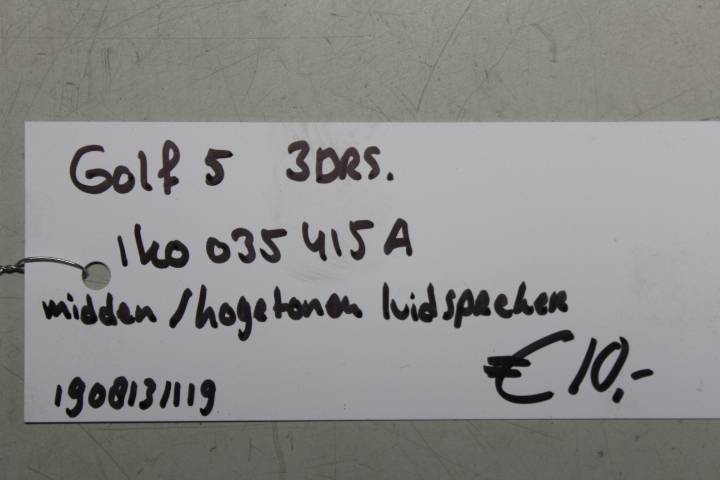 Golf 5 3DRS.
1k0 035 415 A
midden/hogetonen luidspreker
€10,-
1908131119